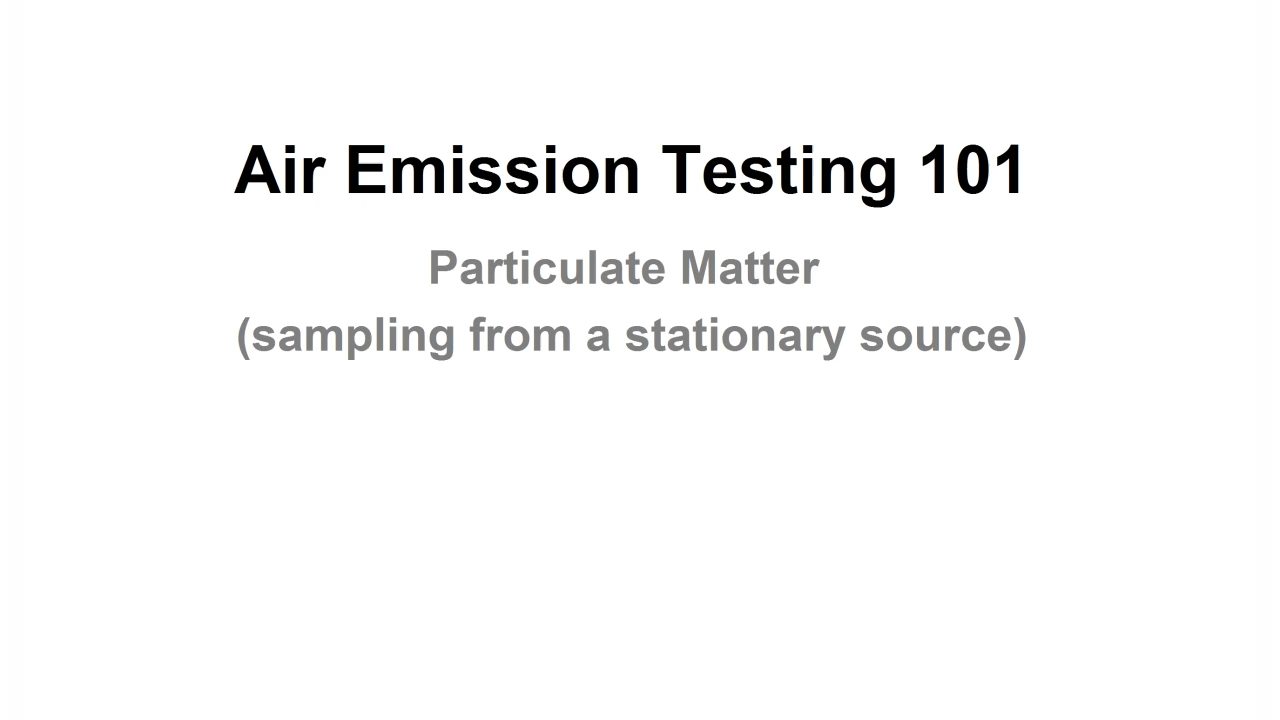 Air Emission Testing 101
Particulate Matter
(sampling from a stationary source)